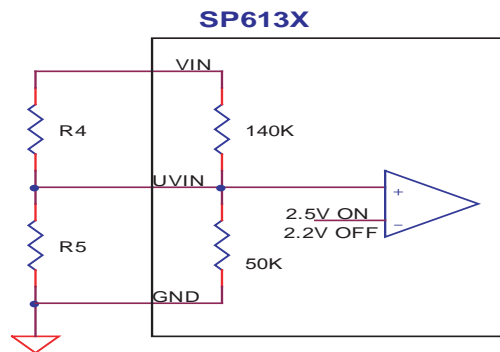 SP613X
VIN
R4
140K
UVIN
+
2.5V ON
−
2.2V OFF
R5
50K
GND